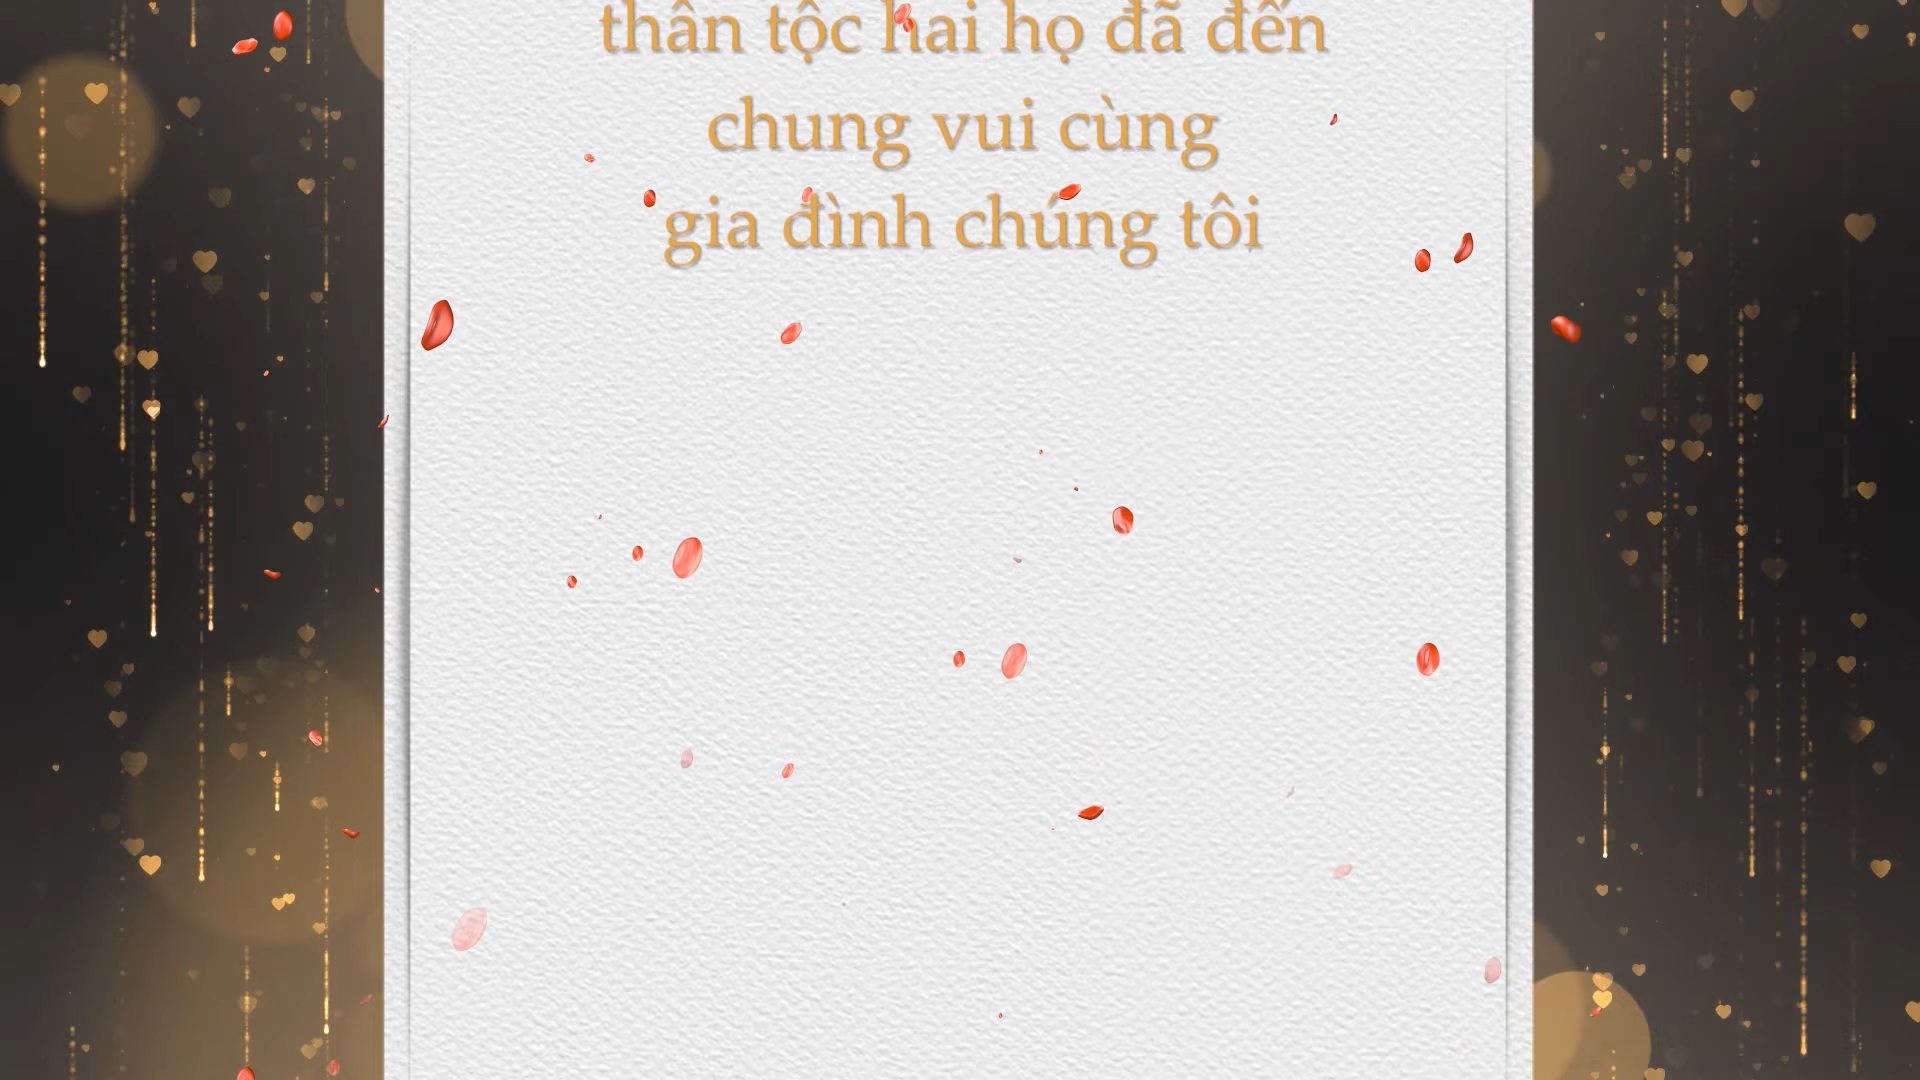 thân tộc hai họ đã đến
chung vui cùng
gia đình chúng tôi